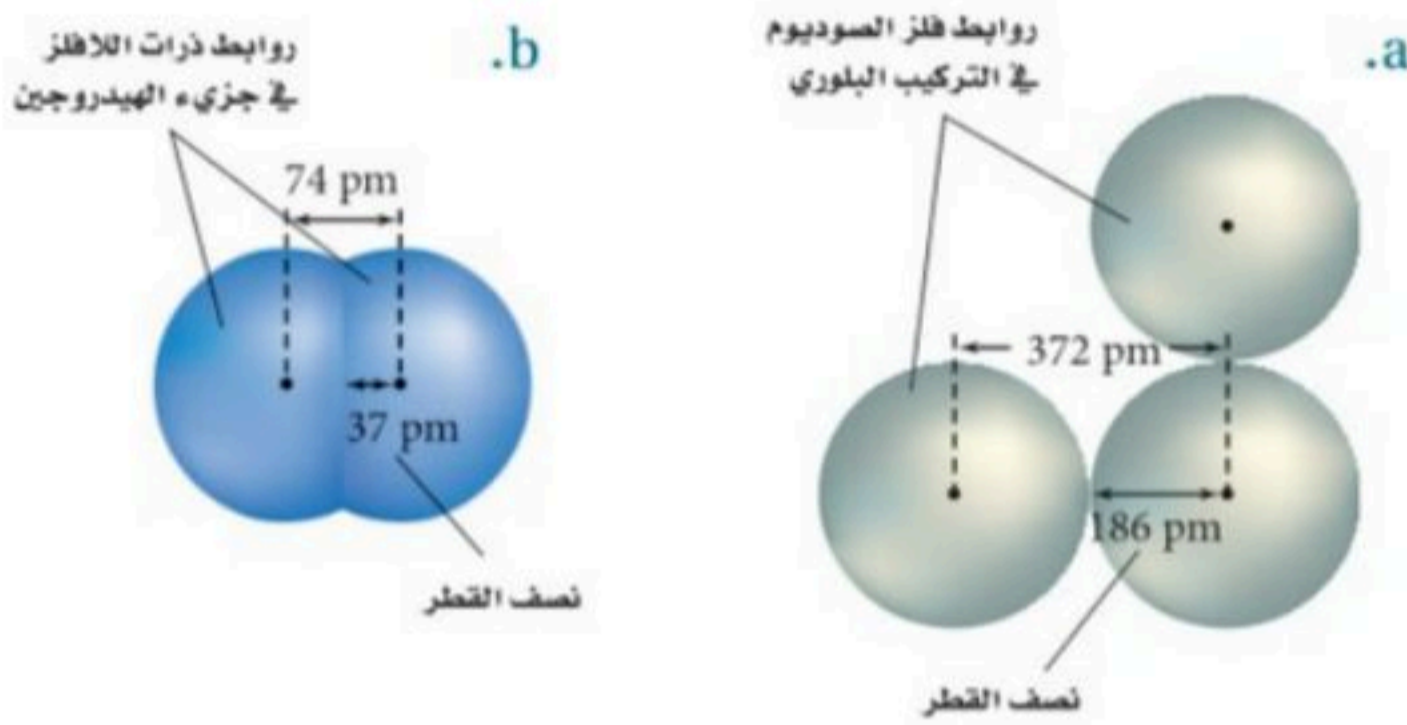 .a
روابط فلز الصوديوم
في التركيب البلوري
372 pm
186 pm
نصف القطر
.b
روابط ذرات اللافلز
في جزيء الهيدروجين
74 pm
37 pm
نصف القطر